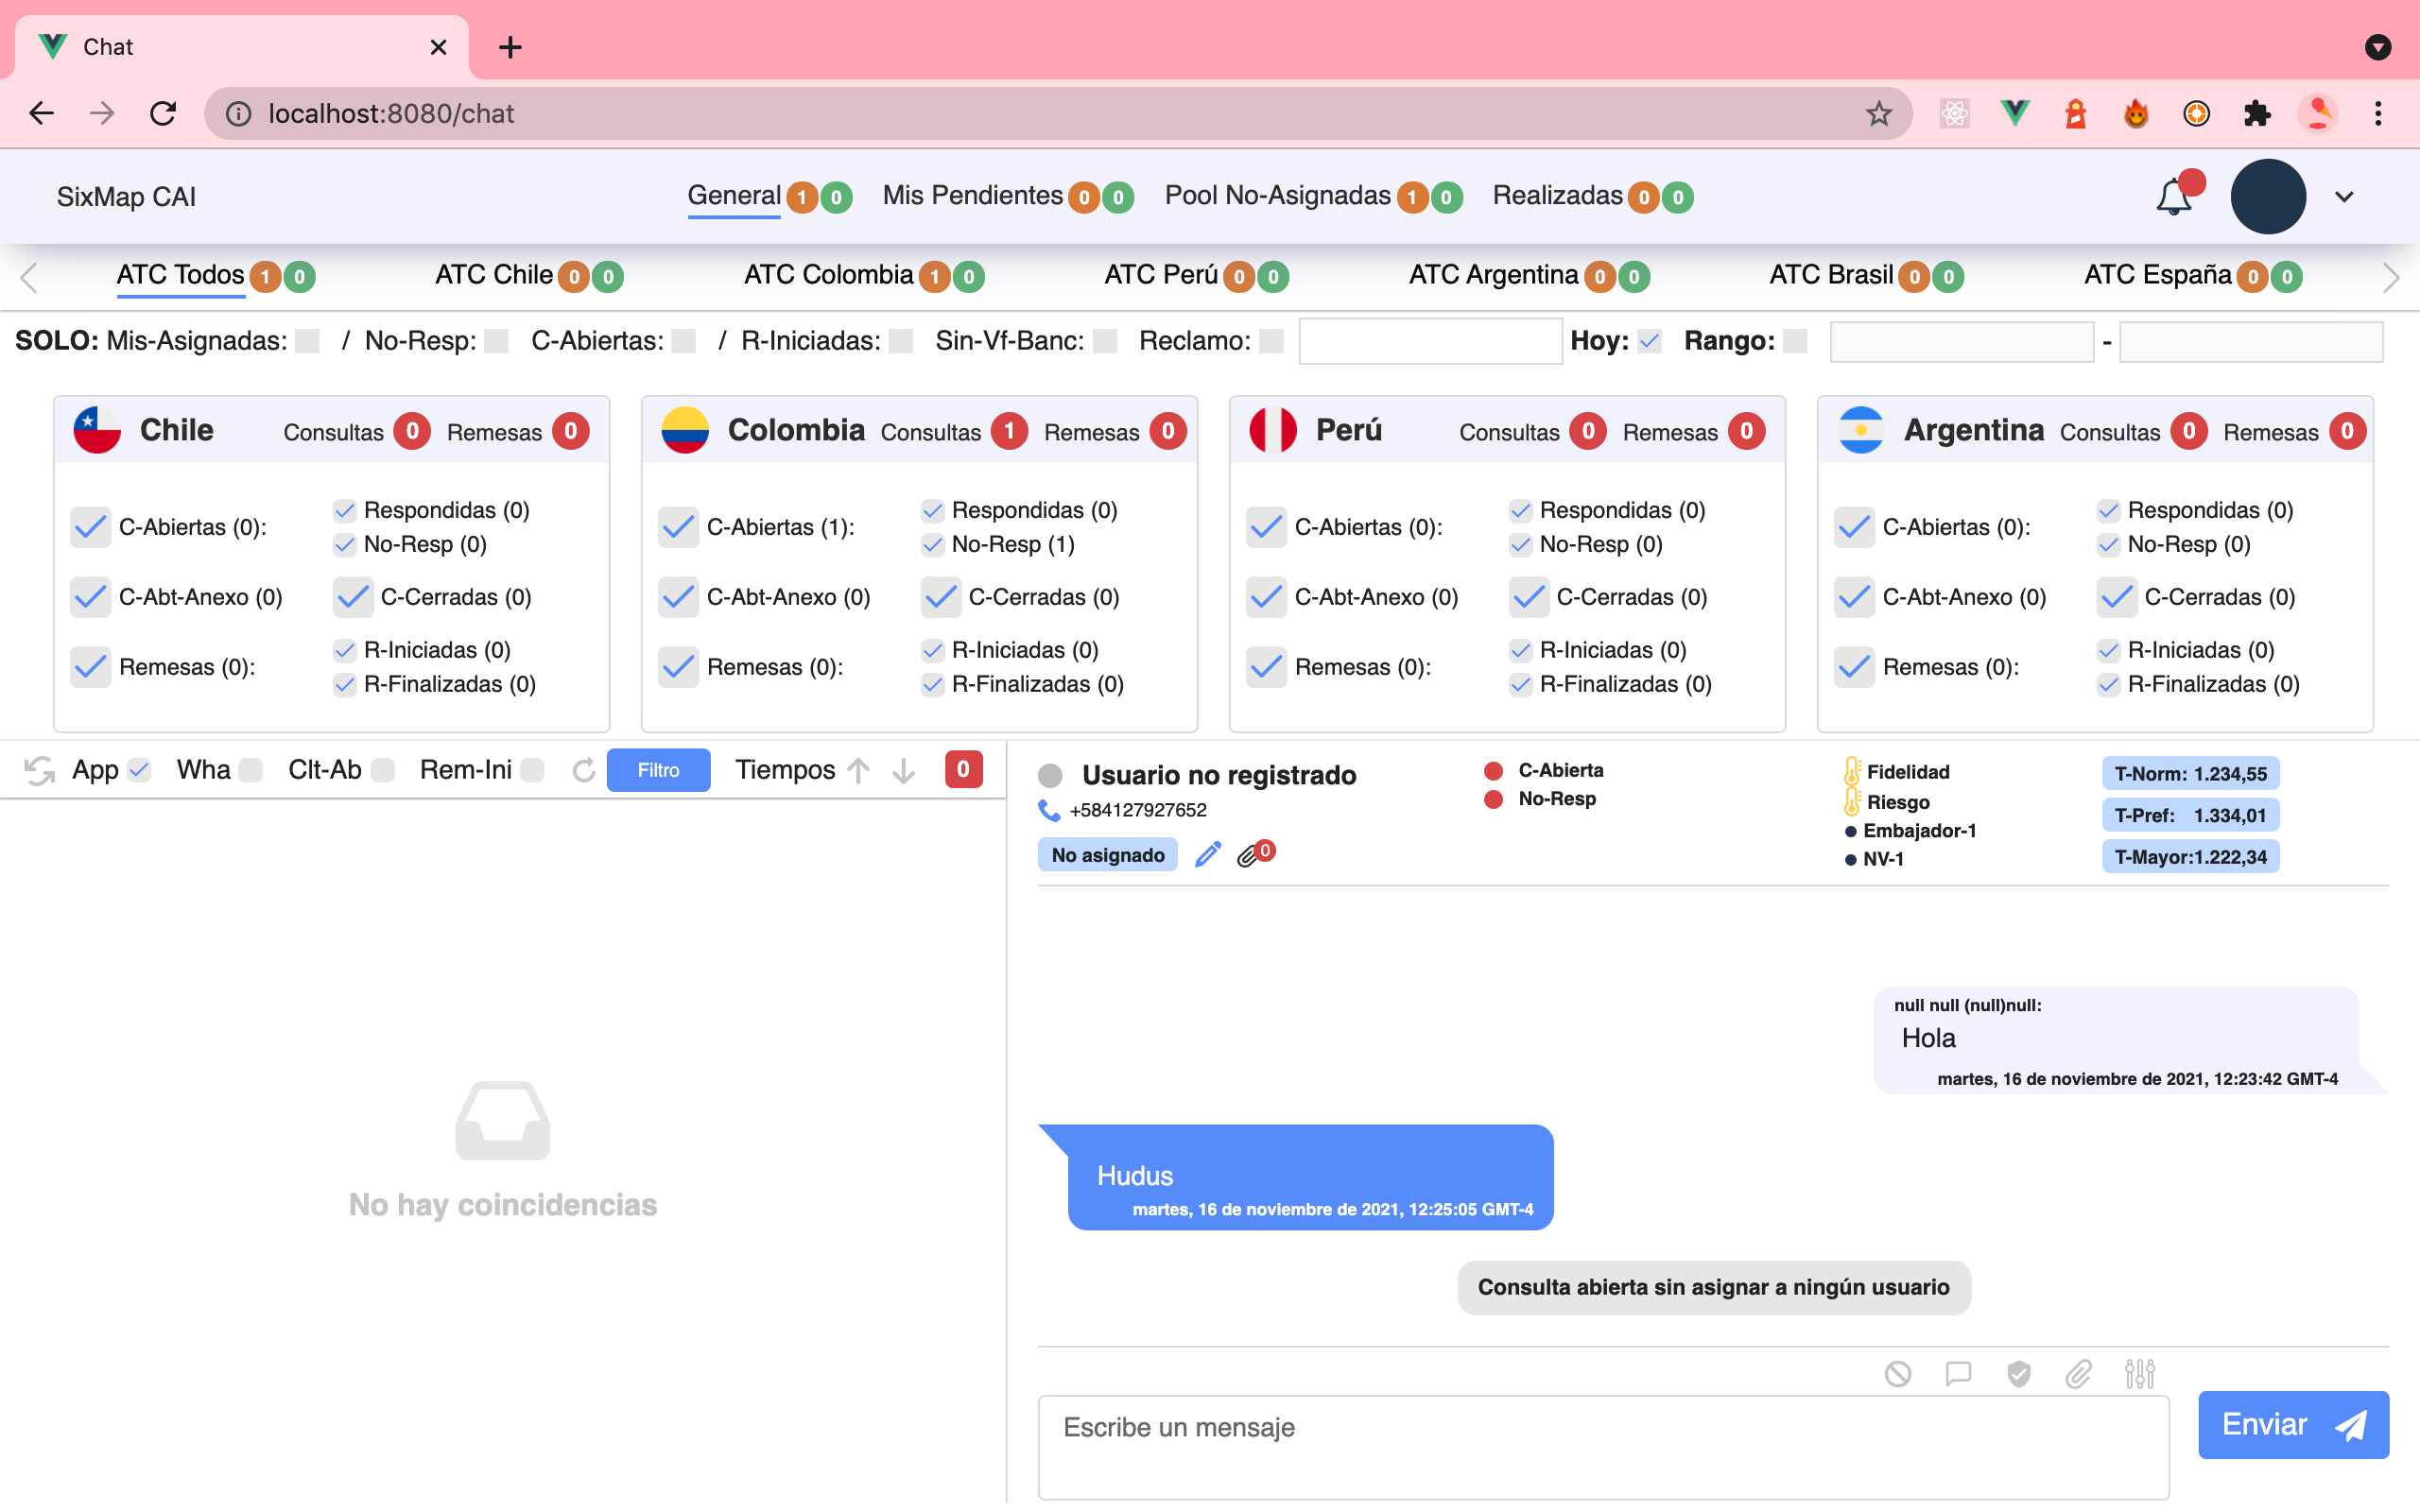 Chat
localhost:8080/chat
SixMap CAI
General 1 0 Mis Pendientes 0 0 Pool No-Asignadas 1 0 Realizadas 0 0
ATC Todos 1 0 ATC Chile 0 0 ATC Colombia 1 0 ATC Perú 0 0 ATC Argentina 0 0 ATC Brasil 0 0 ATC España 0 0
SOLO: Mis-Asignadas: / No-Resp: C-Abiertas: / R-Iniciadas: Sin-Vf-Banc: Reclamo: Hoy: Rango: -
Chile Consultas 0 Remesas 0
C-Abiertas (0):
Respondidas (0)
No-Resp (0)
C-Abt-Anexo (0) C-Cerradas (0)
Remesas (0):
R-Iniciadas (0)
R-Finalizadas (0)
Colombia Consultas 1 Remesas 0
C-Abiertas (1):
Respondidas (0)
No-Resp (1)
C-Abt-Anexo (0) C-Cerradas (0)
Remesas (0):
R-Iniciadas (0)
R-Finalizadas (0)
Perú Consultas 0 Remesas 0
C-Abiertas (0):
Respondidas (0)
No-Resp (0)
C-Abt-Anexo (0) C-Cerradas (0)
Remesas (0):
R-Iniciadas (0)
R-Finalizadas (0)
Argentina Consultas 0 Remesas 0
C-Abiertas (0):
Respondidas (0)
No-Resp (0)
C-Abt-Anexo (0) C-Cerradas (0)
Remesas (0):
R-Iniciadas (0)
R-Finalizadas (0)
App Wha Clt-Ab Rem-Ini Filtro Tiempos 0
No hay coincidencias
Usuario no registrado
+584127927652
No asignado 0
C-Abierta
No-Resp
Fidelidad
Riesgo
Embajador-1
NV-1
T-Norm: 1.234,55
T-Pref: 1.334,01
T-Mayor:1.222,34
null null (null)null:
Hola
martes, 16 de noviembre de 2021, 12:23:42 GMT-4
Hudus
martes, 16 de noviembre de 2021, 12:25:05 GMT-4
Consulta abierta sin asignar a ningún usuario
Escribe un mensaje
Enviar